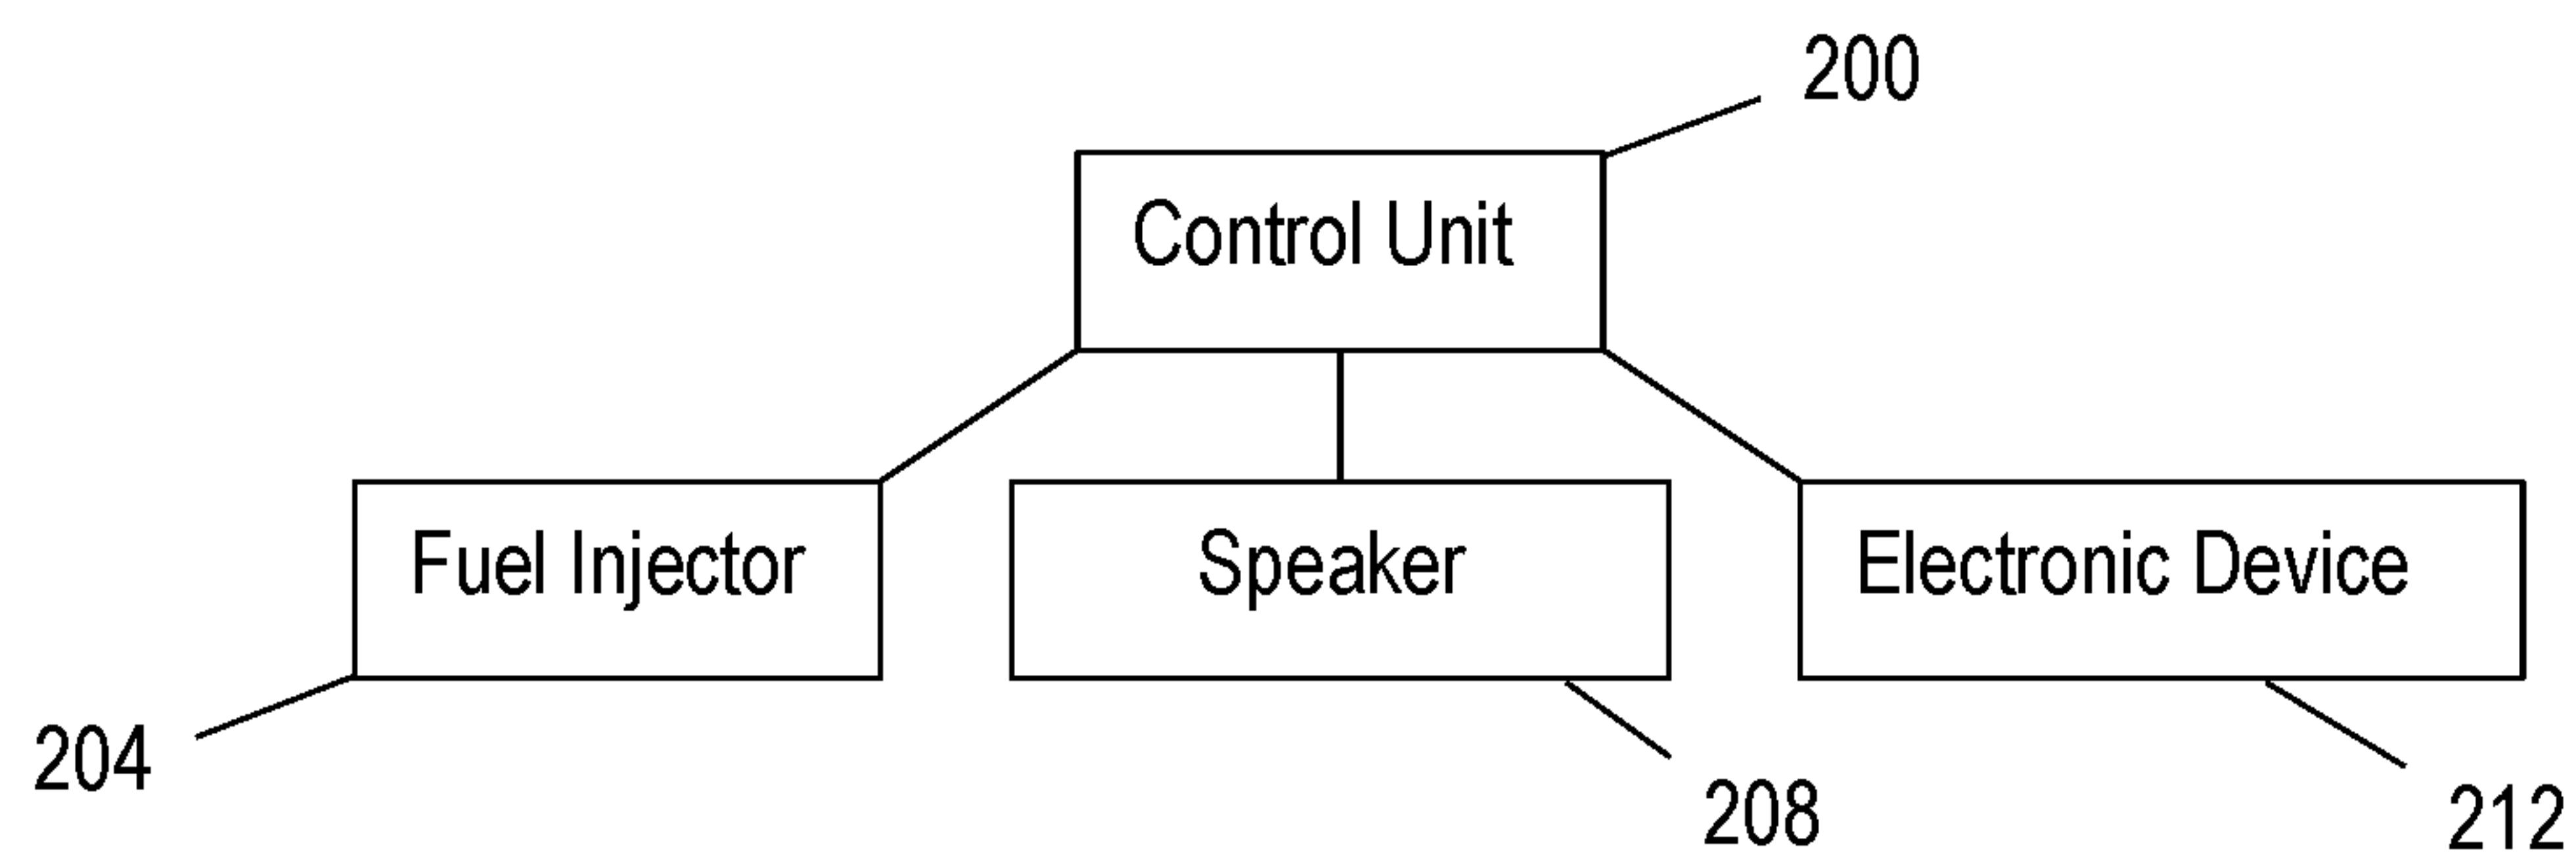 200
Control Unit
Fuel Injector
Speaker
Electronic Device
204
208
212